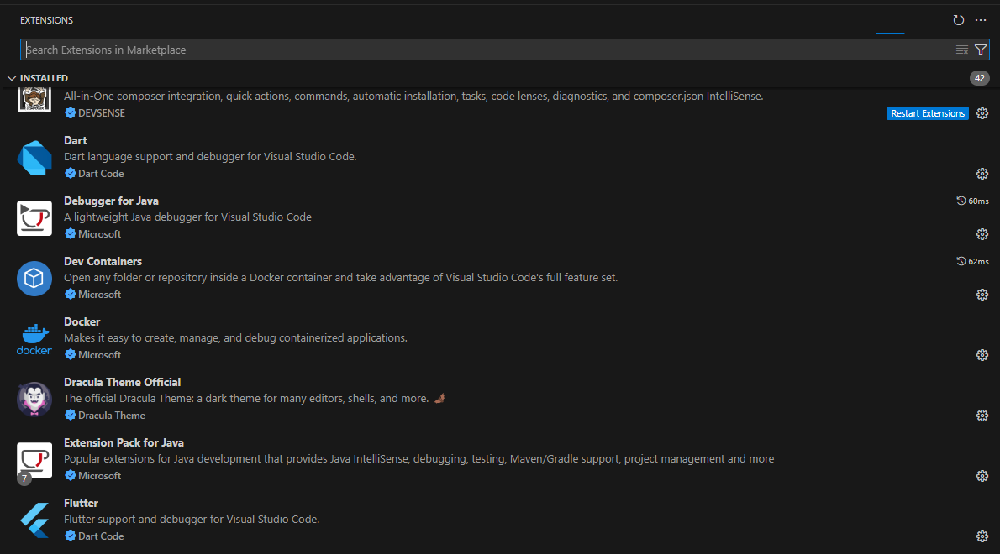 EXTENSIONS
Search Extensions in Marketplace
INSTALLED
42
All-in-One composer integration, quick actions, commands, automatic installation, tasks, code lenses, diagnostics, and composer.json IntelliSense.
DEVSENSE
Restart Extensions
Dart
Dart language support and debugger for Visual Studio Code.
Dart Code
Debugger for Java
60ms
A lightweight Java debugger for Visual Studio Code
Microsoft
Dev Containers
62ms
Open any folder or repository inside a Docker container and take advantage of Visual Studio Code's full feature set.
Microsoft
Docker
Makes it easy to create, manage, and debug containerized applications.
docker
Microsoft
Dracula Theme Official
The official Dracula Theme: a dark theme for many editors, shells, and more. 🦇
Dracula Theme
Extension Pack for Java
Popular extensions for Java development that provides Java IntelliSense, debugging, testing, Maven/Gradle support, project management and more
7
Microsoft
Flutter
Flutter support and debugger for Visual Studio Code.
Dart Code